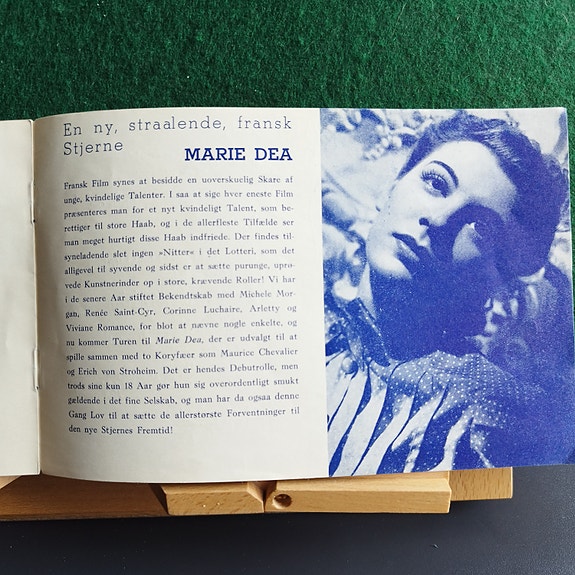 En ny, straalende, fransk
Stjerne
MARIE DEA
Fransk Film synes at besidde en uoverskuelig Skare af
unge, kvindelige Talenter. I saa at sige hver eneste Film
præsenteres man for et nyt kvindeligt Talent, som be-
rettiger til store Haab, og i de allerfleste Tilfælde ser
man meget hurtigt disse Haab indfriede. Der findes til-
syneladende slet ingen »Nitter« i det Lotteri, som det
alligevel til syvende og sidst er at sætte purunge, uprø-
vede Kunstnerinder op i store, krævende Roller! Vi har
i de senere Aar stiftet Bekendtskab med Michele Mor-
gan, Renée Saint-Cyr, Corinne Luchaire, Arletty og
Viviane Romance, for blot at nævne nogle enkelte, og
nu kommer Turen til Marie Dea, der er udvalgt til at
spille sammen med to Koryfæer som Maurice Chevalier
og Erich von Stroheim. Det er hendes Debutrolle, men
trods sine kun 18 Aar gør hun sig overordentligt smukt
gældende i det fine Selskab, og man har da ogsaa denne
Gang Lov til at sætte de allerstørste Forventninger til
den nye Stjernes Fremtid!